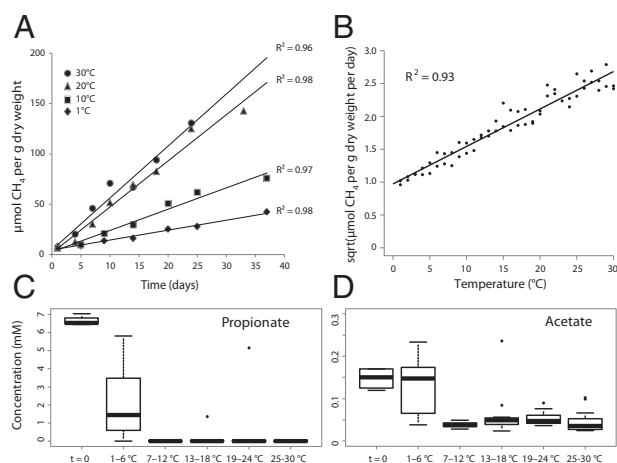 A
μmol CH₄ per g dry weight
200
150
100
50
0
30°C
20°C
10°C
1°C
R² = 0.96
R² = 0.98
R² = 0.97
R² = 0.98
0 5 10 15 20 25 30 35 40
Time (days)
B
sqrt(μmol CH₄ per g dry weight per day)
3.0
2.5
2.0
1.5
1.0
0.5
0.0
R² = 0.93
0 5 10 15 20 25 30
Temperature (°C)
C
Concentration (mM)
7
6
5
4
3
2
1
0
Propionate
t = 0 1–6 °C 7–12 °C 13–18 °C 19–24 °C 25-30 °C
D
0.3
0.2
0.1
0
Acetate
t = 0 1–6 °C 7–12 °C 13–18 °C 19–24 °C 25-30 °C